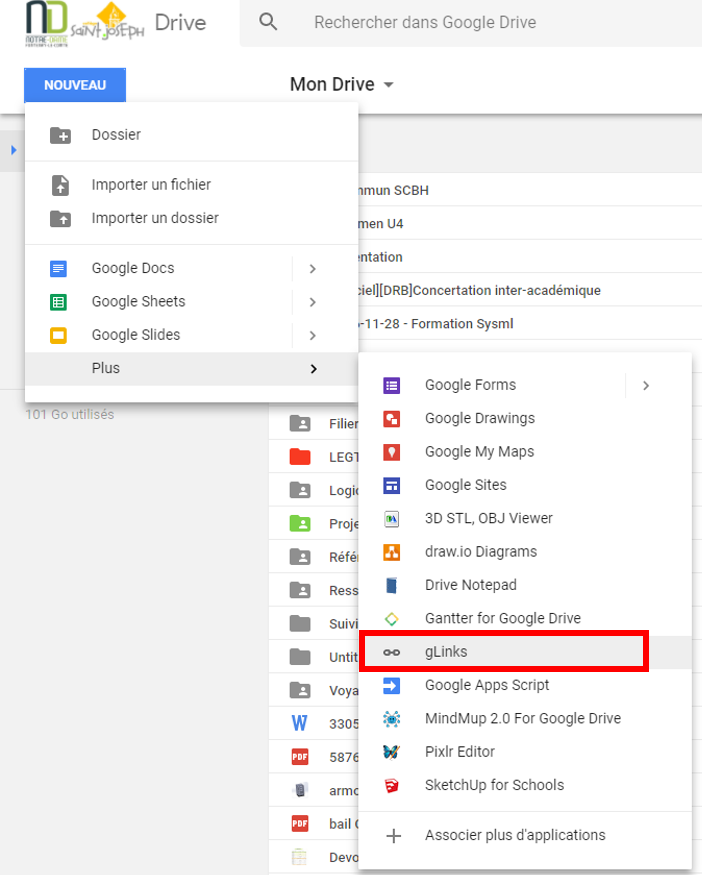 ND
NOTRE-DAME
SAINT JOSEPH
Drive
Rechercher dans Google Drive
NOUVEAU
Mon Drive
Dossier
Importer un fichier
Importer un dossier
Google Docs
Google Sheets
Google Slides
Plus
101 Go utilisés
nmun SCBH
men U4
entation
ciel][DRB]Concertation inter-académique
6-11-28 - Formation Sysml
Filier
LEGT
Logic
Proje
Référ
Ress
Suivi
Untit
Voya
W
3305
PDF
5876
armo
PDF
bail
Devo
Google Forms
Google Drawings
Google My Maps
Google Sites
3D STL, OBJ Viewer
draw.io Diagrams
Drive Notepad
Gantter for Google Drive
gLinks
Google Apps Script
MindMup 2.0 For Google Drive
Pixlr Editor
SketchUp for Schools
Associer plus d'applications